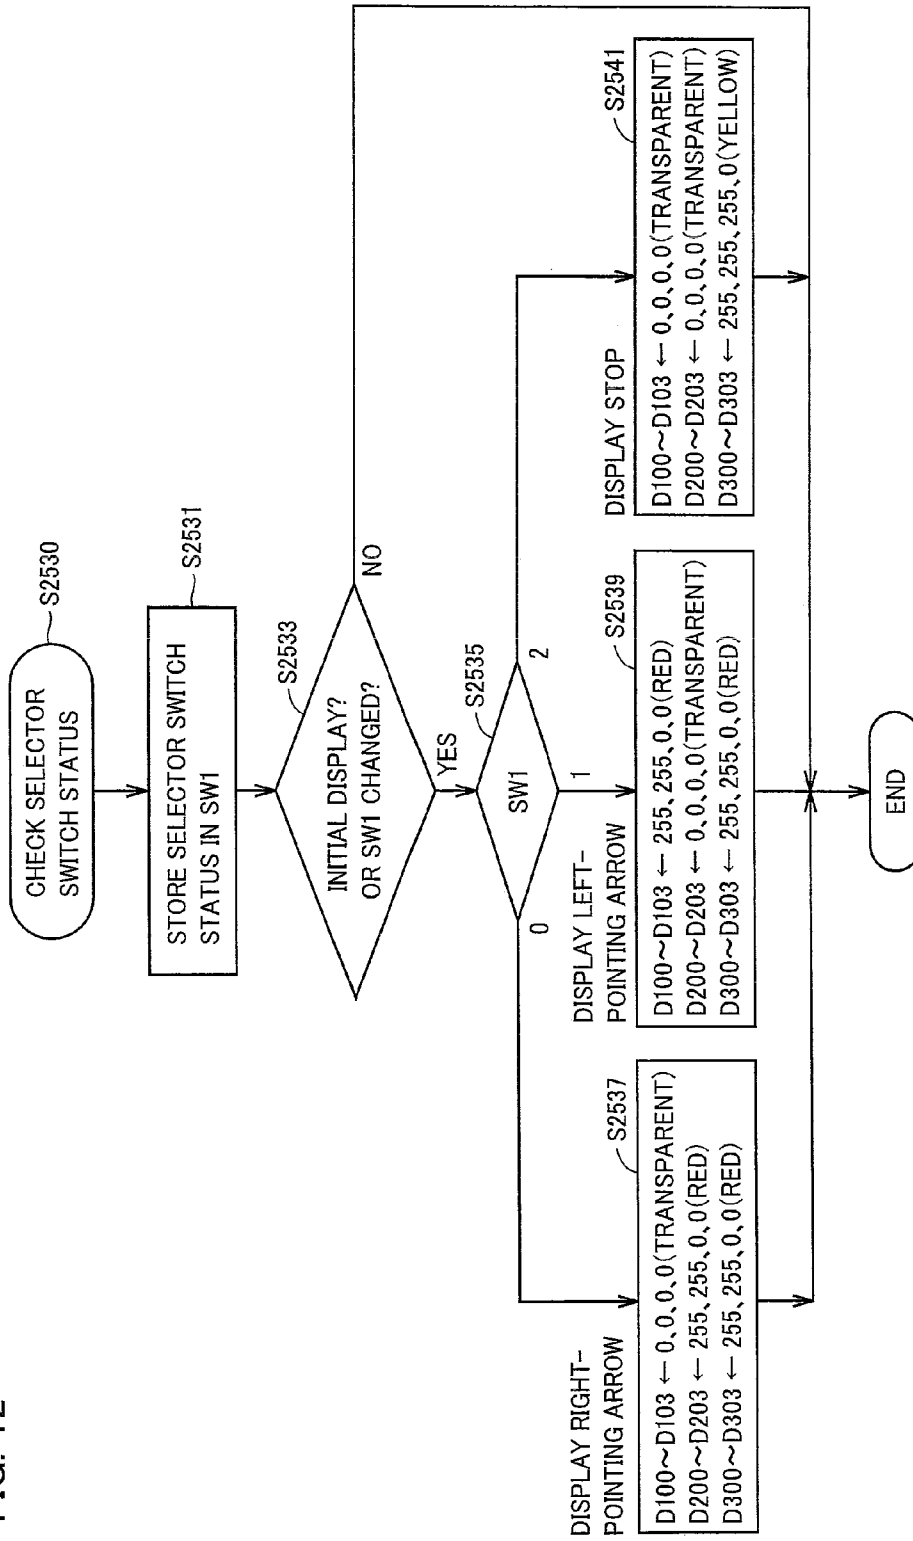 CHECK SELECTOR
SWITCH STATUS
S2530
STORE SELECTOR SWITCH
STATUS IN SW1
S2531
INITIAL DISPLAY?
OR SW1 CHANGED?
S2533
NO
YES
SW1
S2535
0
1
2
DISPLAY RIGHT-
POINTING ARROW
S2537
D100~D103 ← 0、0、0、0(TRANSPARENT)
D200~D203 ← 255、255、0、0(RED)
D300~D303 ← 255、255、0、0(RED)
DISPLAY LEFT-
POINTING ARROW
S2539
D100~D103 ← 255、255、0、0(RED)
D200~D203 ← 0、0、0、0(TRANSPARENT)
D300~D303 ← 255、255、0、0(RED)
DISPLAY STOP
S2541
D100~D103 ← 0、0、0、0(TRANSPARENT)
D200~D203 ← 0、0、0、0(TRANSPARENT)
D300~D303 ← 255、255、255、0(YELLOW)
END